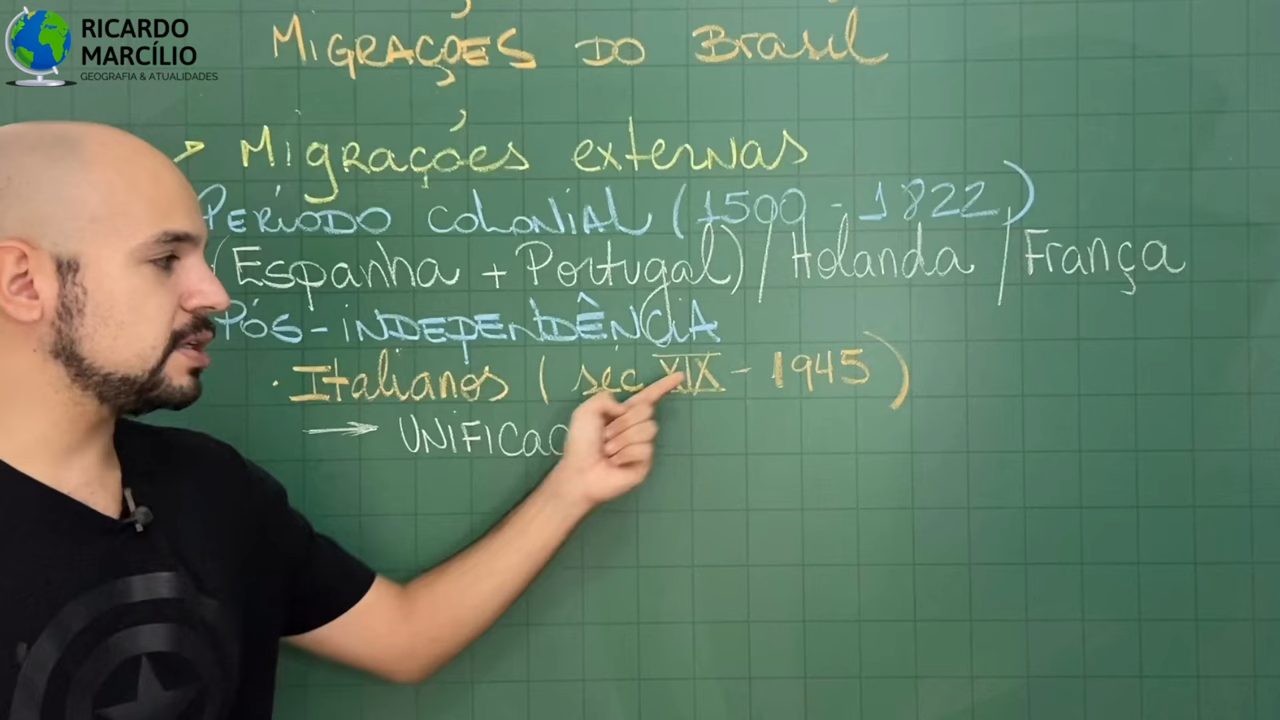 RICARDO
MARCÍLIO
GEOGRAFIA & ATUALIDADES
MIGRAÇÕES DO BRASIL
MIGRAÇÕES EXTERNAS
PERÍODO COLONIAL (1500 - 1822)
(Espanha + Portugal) / Holanda / França
PÓS-INDEPENDÊNCIA
· Italianos (séc XIX - 1945)
→ UNIFICAÇ